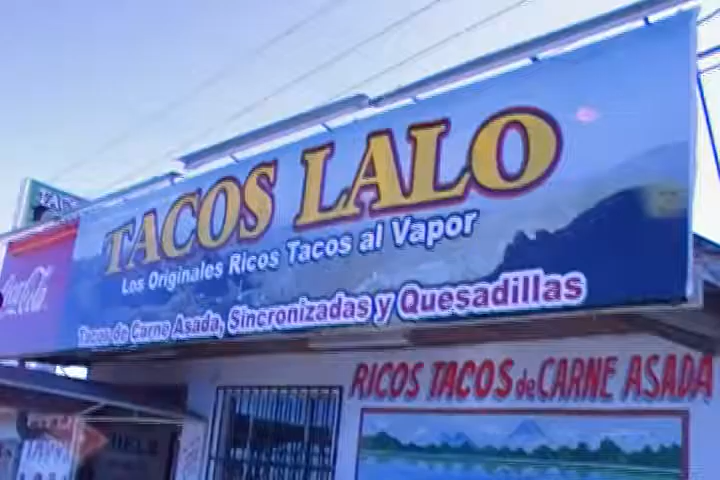 TACOS LALO
Los Originales Ricos Tacos al Vapor
Tacos de Carne Asada, Sincronizadas y Quesadillas
Coca-Cola
RICOS TACOS de CARNE ASADA